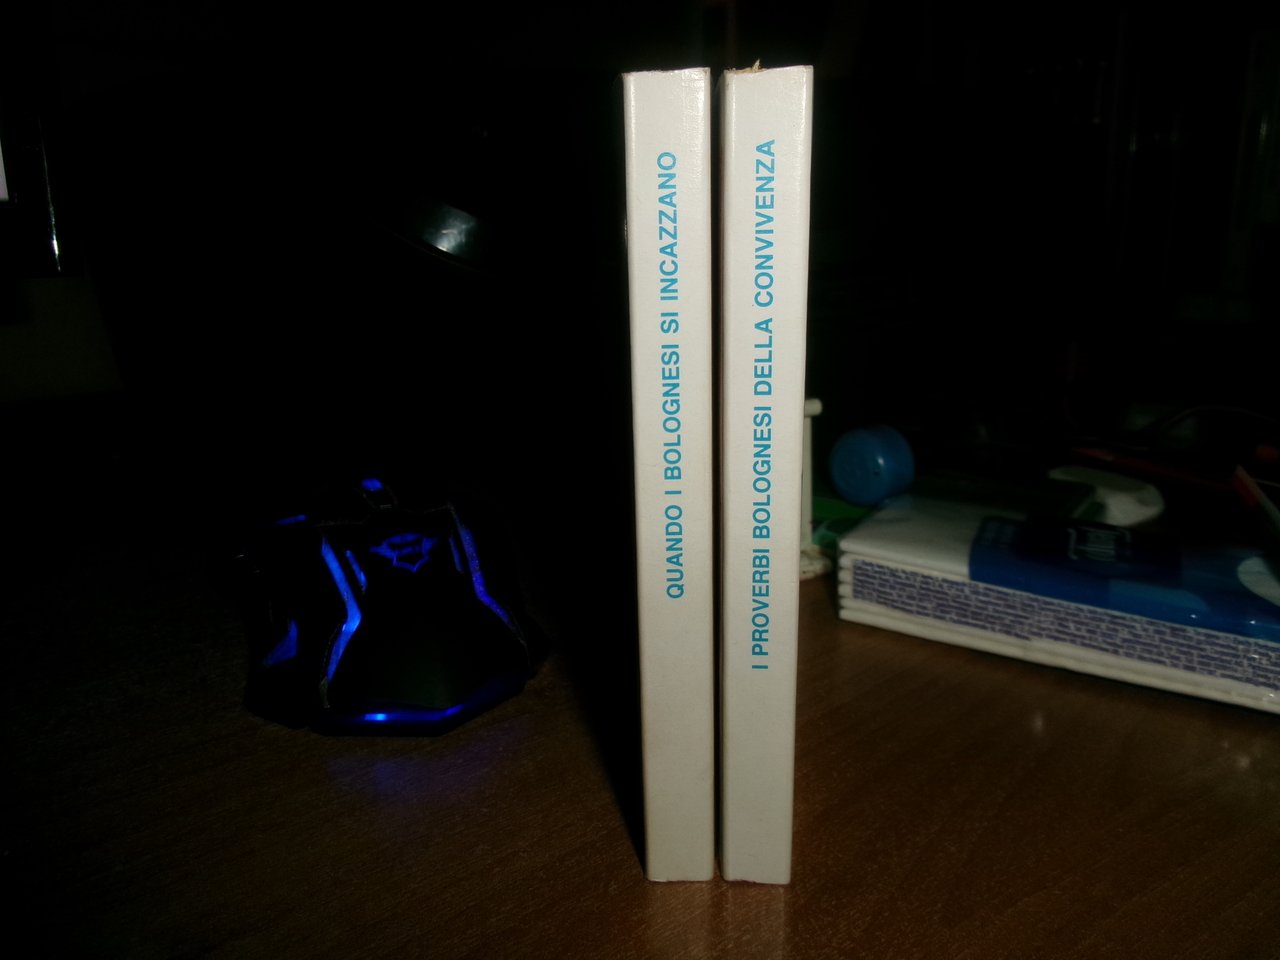 QUANDO I BOLOGNESI SI INCAZZANO
I PROVERBI BOLOGNESI DELLA CONVIVENZA